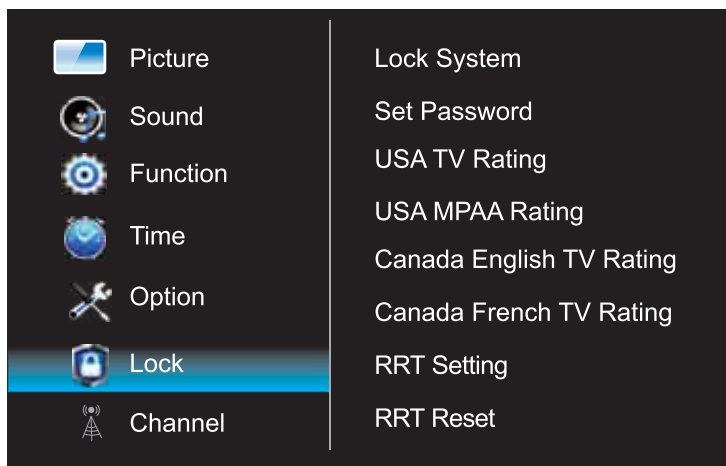 Picture
Sound
Function
Time
Option
Lock
Channel
Lock System
Set Password
USA TV Rating
USA MPAA Rating
Canada English TV Rating
Canada French TV Rating
RRT Setting
RRT Reset